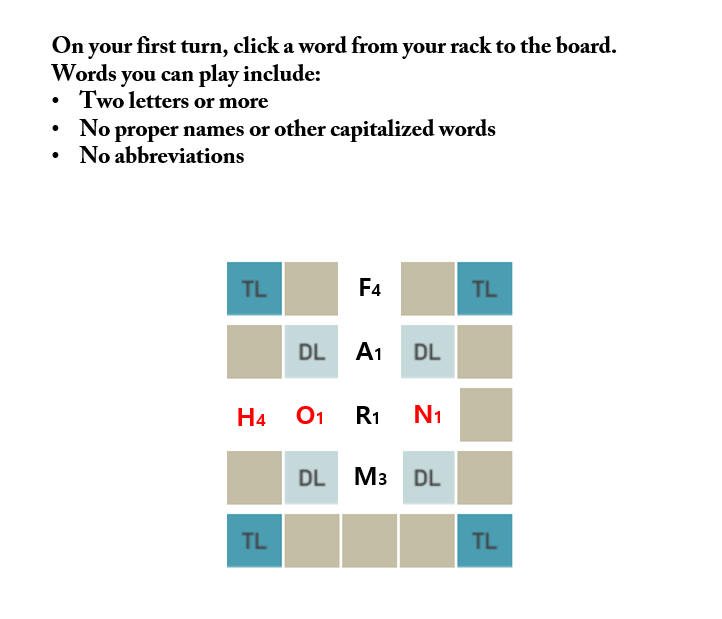 On your first turn, click a word from your rack to the board.
Words you can play include:
• Two letters or more
• No proper names or other capitalized words
• No abbreviations
TL F4 TL
DL A1 DL
H4 O1 R1 N1
DL M3 DL
TL TL